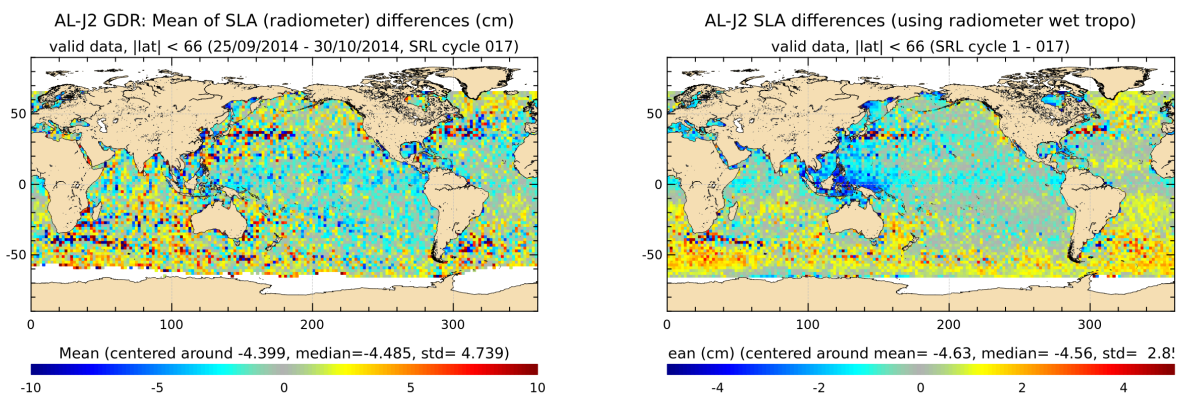 AL-J2 GDR: Mean of SLA (radiometer) differences (cm)
valid data, |lat| < 66 (25/09/2014 - 30/10/2014, SRL cycle 017)
50
0
-50
0 100 200 300
Mean (centered around -4.399, median=-4.485, std= 4.739)
-10 -5 0 5 10
AL-J2 SLA differences (using radiometer wet tropo)
valid data, |lat| < 66 (SRL cycle 1 - 017)
50
0
-50
0 100 200 300
ean (cm) (centered around mean= -4.63, median= -4.56, std= 2.8
-4 -2 0 2 4